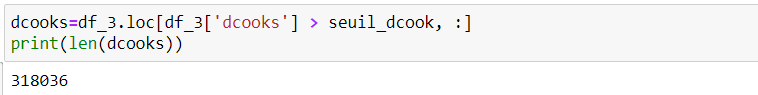 dcooks=df_3.loc[df_3['dcooks'] > seuil_dcook, :]
print(len(dcooks))
318036